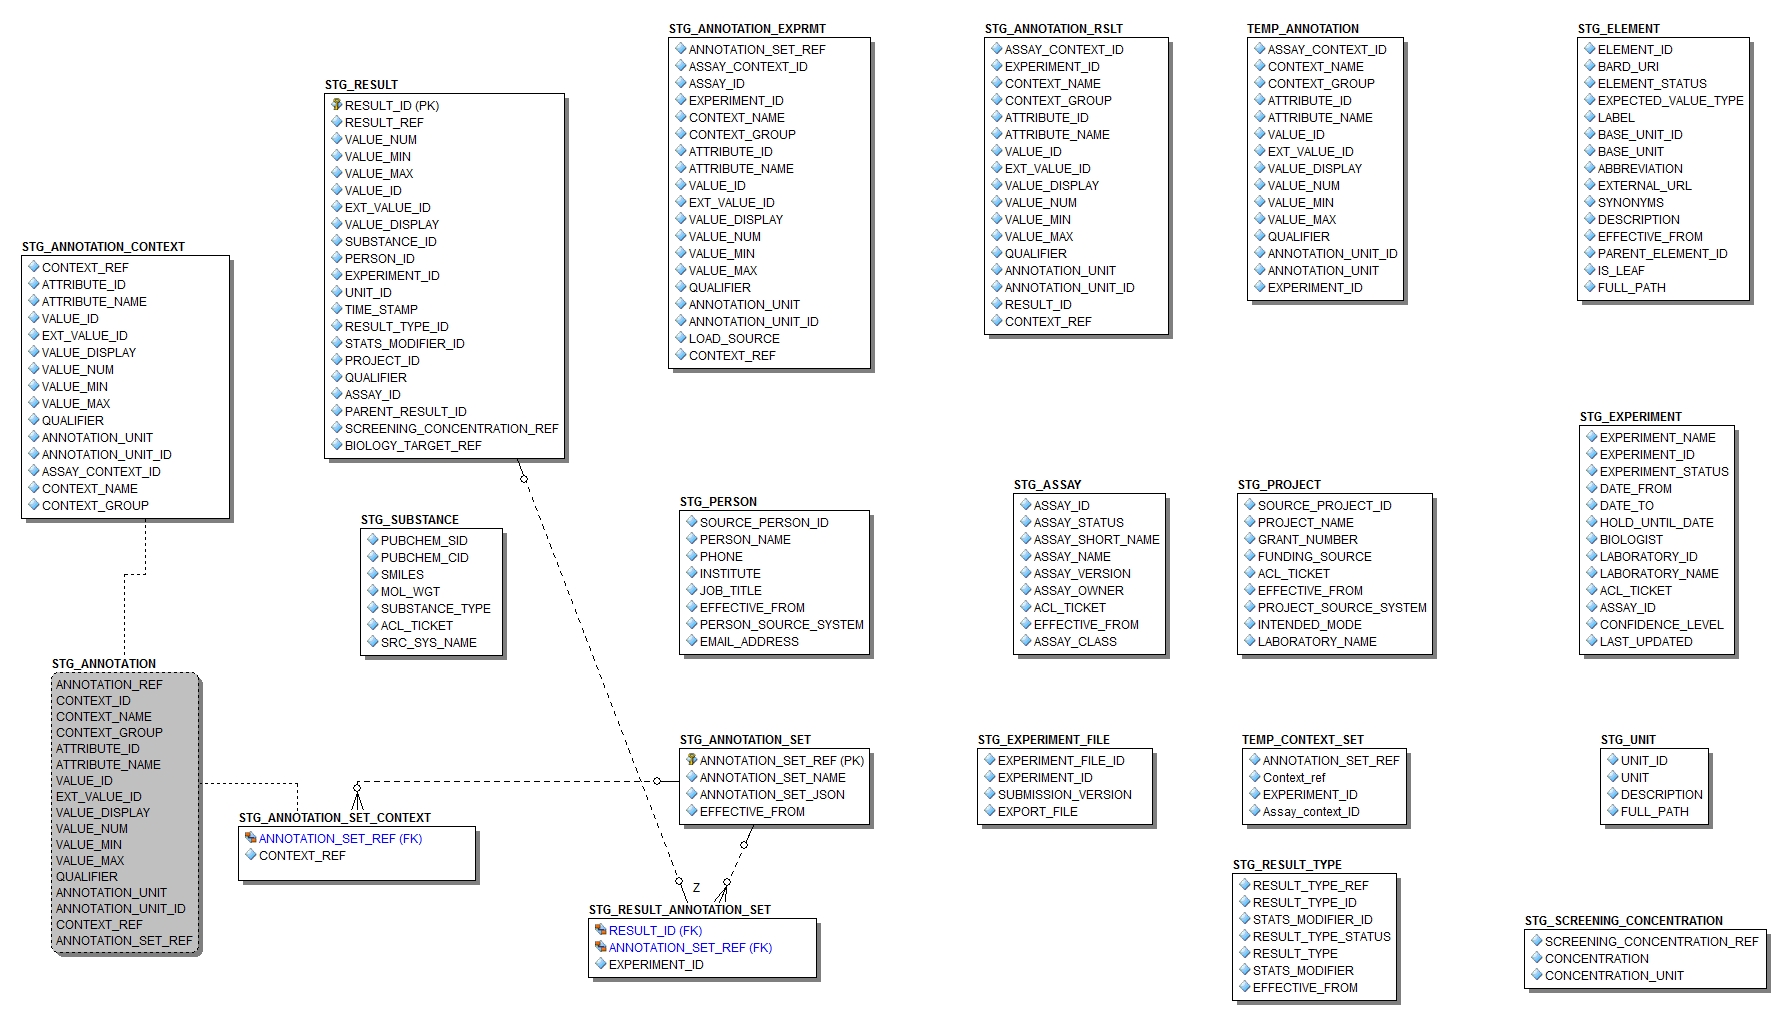 STG_ANNOTATION_CONTEXT
CONTEXT_REF
ATTRIBUTE_ID
ATTRIBUTE_NAME
VALUE_ID
EXT_VALUE_ID
VALUE_DISPLAY
VALUE_NUM
VALUE_MIN
VALUE_MAX
QUALIFIER
ANNOTATION_UNIT
ANNOTATION_UNIT_ID
ASSAY_CONTEXT_ID
CONTEXT_NAME
CONTEXT_GROUP
STG_ANNOTATION
ANNOTATION_REF
CONTEXT_ID
CONTEXT_NAME
CONTEXT_GROUP
ATTRIBUTE_ID
ATTRIBUTE_NAME
VALUE_ID
EXT_VALUE_ID
VALUE_DISPLAY
VALUE_NUM
VALUE_MIN
VALUE_MAX
QUALIFIER
ANNOTATION_UNIT
ANNOTATION_UNIT_ID
CONTEXT_REF
ANNOTATION_SET_REF
STG_RESULT
RESULT_ID (PK)
RESULT_REF
VALUE_NUM
VALUE_MIN
VALUE_MAX
VALUE_ID
EXT_VALUE_ID
VALUE_DISPLAY
SUBSTANCE_ID
PERSON_ID
EXPERIMENT_ID
UNIT_ID
TIME_STAMP
RESULT_TYPE_ID
STATS_MODIFIER_ID
PROJECT_ID
QUALIFIER
ASSAY_ID
PARENT_RESULT_ID
SCREENING_CONCENTRATION_REF
BIOLOGY_TARGET_REF
STG_SUBSTANCE
PUBCHEM_SID
PUBCHEM_CID
SMILES
MOL_WGT
SUBSTANCE_TYPE
ACL_TICKET
SRC_SYS_NAME
STG_ANNOTATION_SET_CONTEXT
ANNOTATION_SET_REF (FK)
CONTEXT_REF
STG_ANNOTATION_EXPRMT
ANNOTATION_SET_REF
ASSAY_CONTEXT_ID
ASSAY_ID
EXPERIMENT_ID
CONTEXT_NAME
CONTEXT_GROUP
ATTRIBUTE_ID
ATTRIBUTE_NAME
VALUE_ID
EXT_VALUE_ID
VALUE_DISPLAY
VALUE_NUM
VALUE_MIN
VALUE_MAX
QUALIFIER
ANNOTATION_UNIT
ANNOTATION_UNIT_ID
LOAD_SOURCE
CONTEXT_REF
STG_PERSON
SOURCE_PERSON_ID
PERSON_NAME
PHONE
INSTITUTE
JOB_TITLE
EFFECTIVE_FROM
PERSON_SOURCE_SYSTEM
EMAIL_ADDRESS
STG_ANNOTATION_SET
ANNOTATION_SET_REF (PK)
ANNOTATION_SET_NAME
ANNOTATION_SET_JSON
EFFECTIVE_FROM
Z
STG_RESULT_ANNOTATION_SET
RESULT_ID (FK)
ANNOTATION_SET_REF (FK)
EXPERIMENT_ID
STG_ANNOTATION_RSLT
ASSAY_CONTEXT_ID
EXPERIMENT_ID
CONTEXT_NAME
CONTEXT_GROUP
ATTRIBUTE_ID
ATTRIBUTE_NAME
VALUE_ID
EXT_VALUE_ID
VALUE_DISPLAY
VALUE_NUM
VALUE_MIN
VALUE_MAX
QUALIFIER
ANNOTATION_UNIT
ANNOTATION_UNIT_ID
RESULT_ID
CONTEXT_REF
STG_ASSAY
ASSAY_ID
ASSAY_STATUS
ASSAY_SHORT_NAME
ASSAY_NAME
ASSAY_VERSION
ASSAY_OWNER
ACL_TICKET
EFFECTIVE_FROM
ASSAY_CLASS
STG_EXPERIMENT_FILE
EXPERIMENT_FILE_ID
EXPERIMENT_ID
SUBMISSION_VERSION
EXPORT_FILE
TEMP_ANNOTATION
ASSAY_CONTEXT_ID
CONTEXT_NAME
CONTEXT_GROUP
ATTRIBUTE_ID
ATTRIBUTE_NAME
VALUE_ID
EXT_VALUE_ID
VALUE_DISPLAY
VALUE_NUM
VALUE_MIN
VALUE_MAX
QUALIFIER
ANNOTATION_UNIT_ID
ANNOTATION_UNIT
EXPERIMENT_ID
STG_PROJECT
SOURCE_PROJECT_ID
PROJECT_NAME
GRANT_NUMBER
FUNDING_SOURCE
ACL_TICKET
EFFECTIVE_FROM
PROJECT_SOURCE_SYSTEM
INTENDED_MODE
LABORATORY_NAME
TEMP_CONTEXT_SET
ANNOTATION_SET_REF
Context_ref
EXPERIMENT_ID
Assay_context_ID
STG_RESULT_TYPE
RESULT_TYPE_REF
RESULT_TYPE_ID
STATS_MODIFIER_ID
RESULT_TYPE_STATUS
RESULT_TYPE
STATS_MODIFIER
EFFECTIVE_FROM
STG_ELEMENT
ELEMENT_ID
BARD_URI
ELEMENT_STATUS
EXPECTED_VALUE_TYPE
LABEL
BASE_UNIT_ID
BASE_UNIT
ABBREVIATION
EXTERNAL_URL
SYNONYMS
DESCRIPTION
EFFECTIVE_FROM
PARENT_ELEMENT_ID
IS_LEAF
FULL_PATH
STG_EXPERIMENT
EXPERIMENT_NAME
EXPERIMENT_ID
EXPERIMENT_STATUS
DATE_FROM
DATE_TO
HOLD_UNTIL_DATE
BIOLOGIST
LABORATORY_ID
LABORATORY_NAME
ACL_TICKET
ASSAY_ID
CONFIDENCE_LEVEL
LAST_UPDATED
STG_UNIT
UNIT_ID
UNIT
DESCRIPTION
FULL_PATH
STG_SCREENING_CONCENTRATION
SCREENING_CONCENTRATION_REF
CONCENTRATION
CONCENTRATION_UNIT